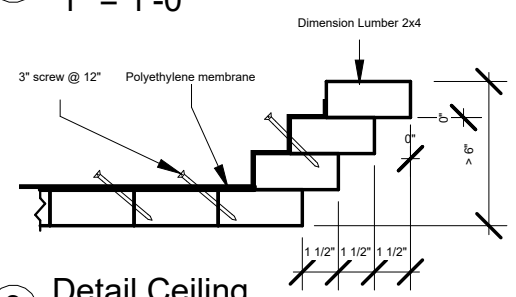 1" = 1'-0"
Dimension Lumber 2x4
3" screw @ 12"
Polyethylene membrane
0"
0"
> 6"
1 1/2"
1 1/2"
1 1/2"
Detail Ceiling